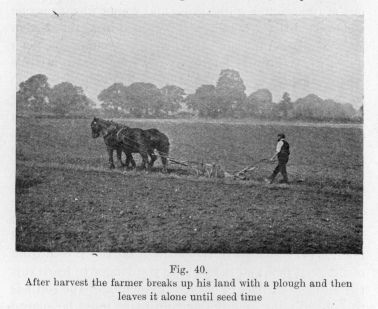 Fig. 40.
After harvest the farmer breaks up his land with a plough and then
leaves it alone until seed time